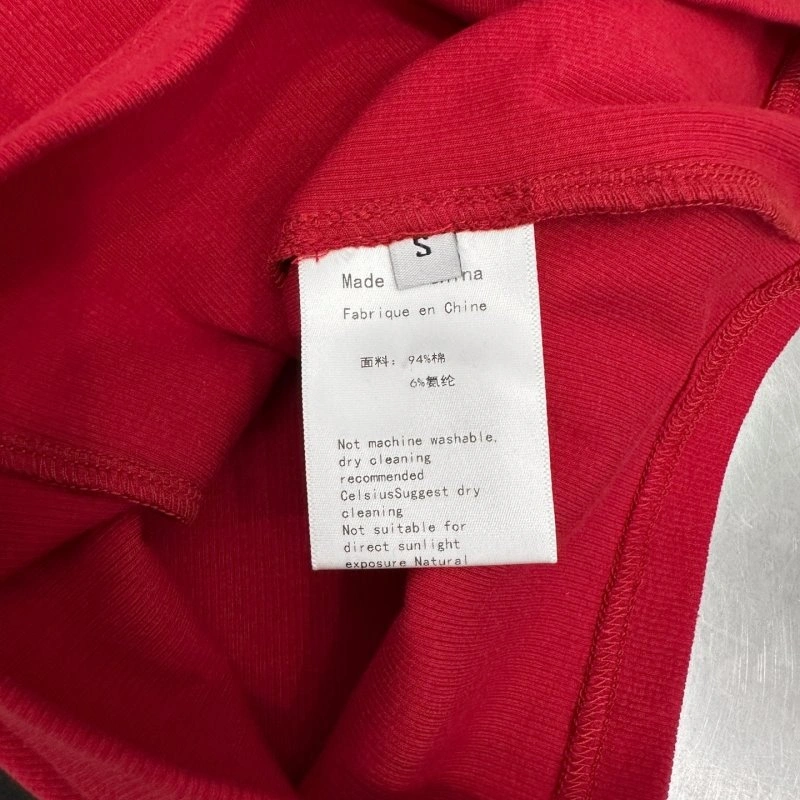 S
Made
Fabrique en Chine
面料: 94%棉
6%氨纶
Not machine washable.
dry cleaning
recommended
CelsiusSuggest dry
cleaning
Not suitable for
direct sunlight
exposure Natural